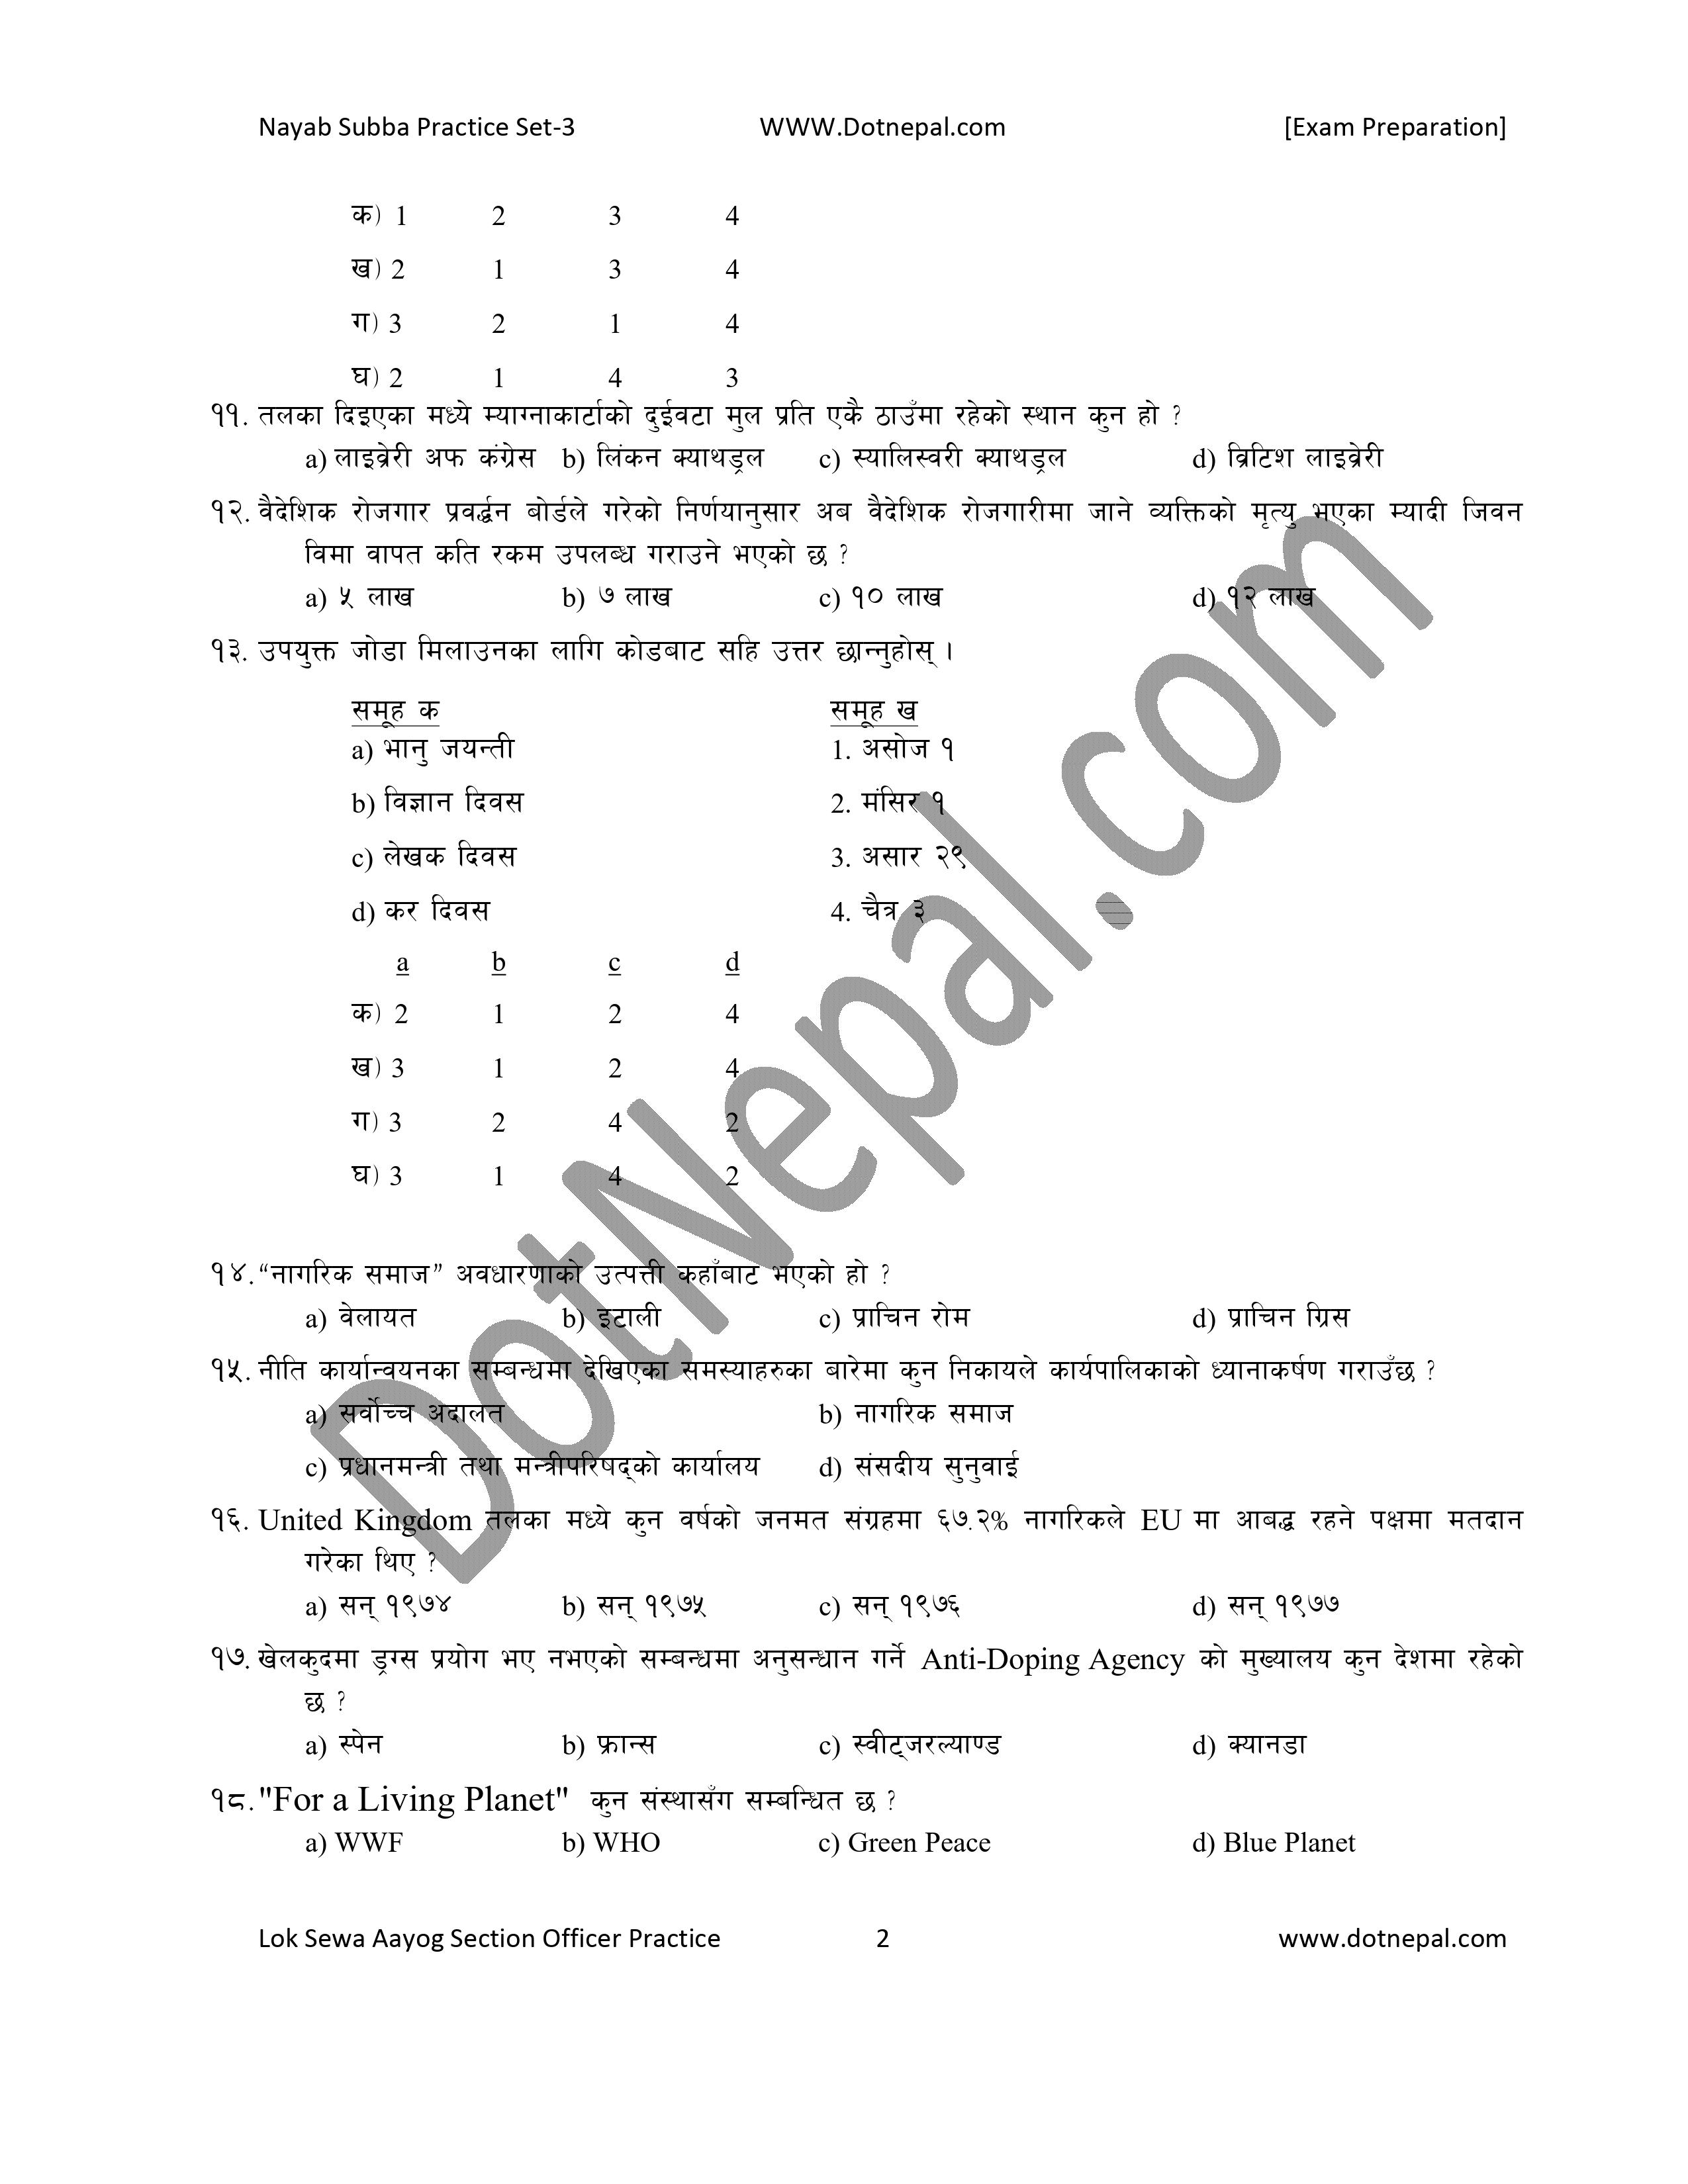 Nayab Subba Practice Set-3 WWW.Dotnepal.com [Exam Preparation]
क) 1 2 3 4
ख) 2 1 3 4
ग) 3 2 1 4
घ) 2 1 4 3
११. तलका दिइएका मध्ये म्याग्नाकार्टाको दुईवटा मुल प्रति एकै ठाउँमा रहेको स्थान कुन हो ?
a) लाइब्रेरी अफ कंग्रेस b) लिंकन क्याथड्रल c) स्यालिस्वरी क्याथड्रल d) ब्रिटिश लाइब्रेरी
१२. वैदेशिक रोजगार प्रवर्द्धन बोर्डले गरेको निर्णयानुसार अब वैदेशिक रोजगारीमा जाने व्यक्तिको मृत्यु भएका म्यादी जिवन
विमा वापत कति रकम उपलब्ध गराउने भएको छ ?
a) ५ लाख b) ७ लाख c) १० लाख d) १२ लाख
१३. उपयुक्त जोडा मिलाउनका लागि कोडबाट सहि उत्तर छान्नुहोस् ।
समूह क समूह ख
a) भानु जयन्ती 1. असोज १
b) विज्ञान दिवस 2. मंसिर १
c) लेखक दिवस 3. असार २९
d) कर दिवस 4. चैत्र ३
a b c d
क) 2 1 2 4
ख) 3 1 2 4
ग) 3 2 4 2
घ) 3 1 4 2
१४. “नागरिक समाज” अवधारणाको उत्पत्ती कहाँबाट भएको हो ?
a) वेलायत b) इटाली c) प्राचिन रोम d) प्राचिन ग्रिस
१५. नीति कार्यान्वयनका सम्बन्धमा देखिएका समस्याहरुका बारेमा कुन निकायले कार्यपालिकाको ध्यानाकर्षण गराउँछ ?
a) सर्वोच्च अदालत b) नागरिक समाज
c) प्रधानमन्त्री तथा मन्त्रीपरिषद्को कार्यालय d) संसदीय सुनुवाई
१६. United Kingdom तलका मध्ये कुन वर्षको जनमत संग्रहमा ६७.२% नागरिकले EU मा आबद्ध रहने पक्षमा मतदान
गरेका थिए ?
a) सन् १९७४ b) सन् १९७५ c) सन् १९७६ d) सन् १९७७
१७. खेलकुदमा ड्रग्स प्रयोग भए नभएको सम्बन्धमा अनुसन्धान गर्ने Anti-Doping Agency को मुख्यालय कुन देशमा रहेको
छ ?
a) स्पेन b) फ्रान्स c) स्वीट्जरल्याण्ड d) क्यानडा
१८. "For a Living Planet" कुन संस्थासँग सम्बन्धित छ ?
a) WWF b) WHO c) Green Peace d) Blue Planet
Lok Sewa Aayog Section Officer Practice 2 www.dotnepal.com
DotNepal.com